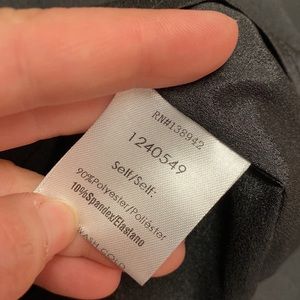 RN#138942
1240549
Self/Self:
90%Polyester/Poliéster
10%Spandex/Elastano